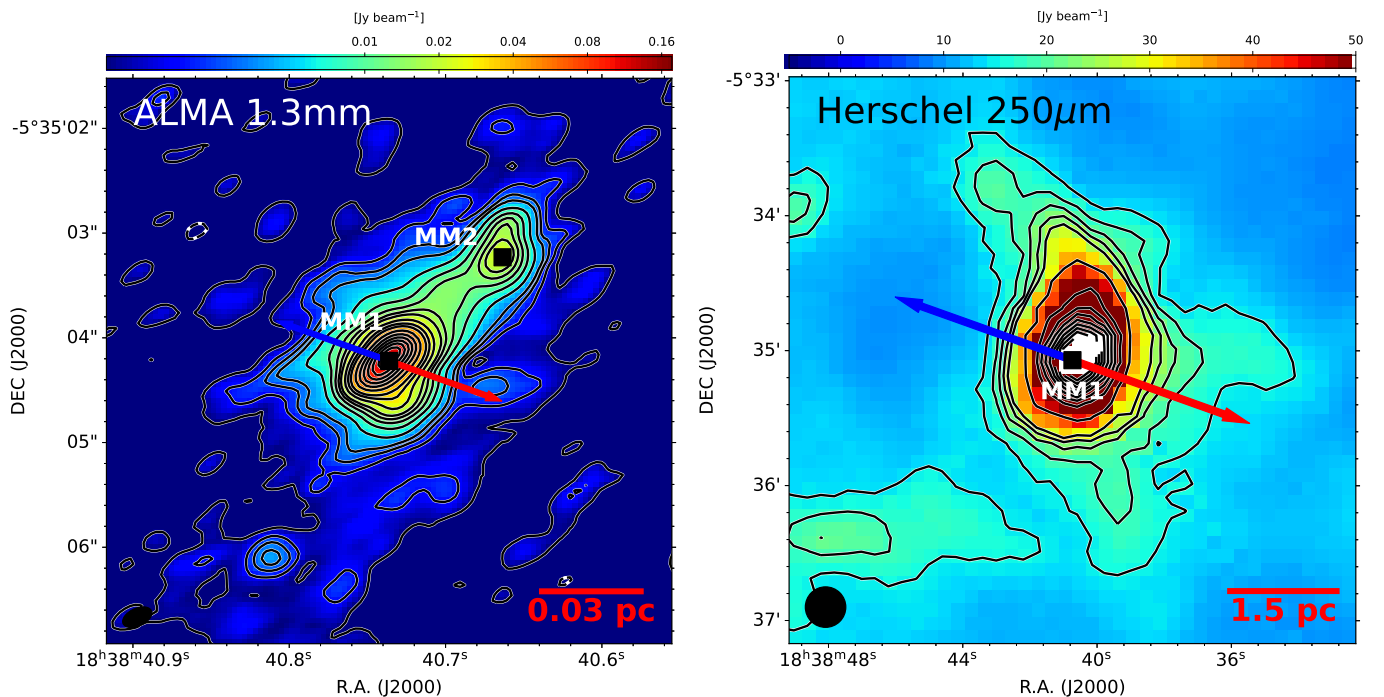 [Jy beam⁻¹]
0.01 0.02 0.04 0.08 0.16
ALMA 1.3mm
-5°35'02"
03"
04"
05"
06"
DEC (J2000)
MM2
MM1
0.03 pc
18ʰ38ᵐ40.9ˢ 40.8ˢ 40.7ˢ 40.6ˢ
R.A. (J2000)
[Jy beam⁻¹]
0 10 20 30 40 50
Herschel 250μm
-5°33'
34'
35'
36'
37'
DEC (J2000)
MM1
1.5 pc
18ʰ38ᵐ48ˢ 44ˢ 40ˢ 36ˢ
R.A. (J2000)